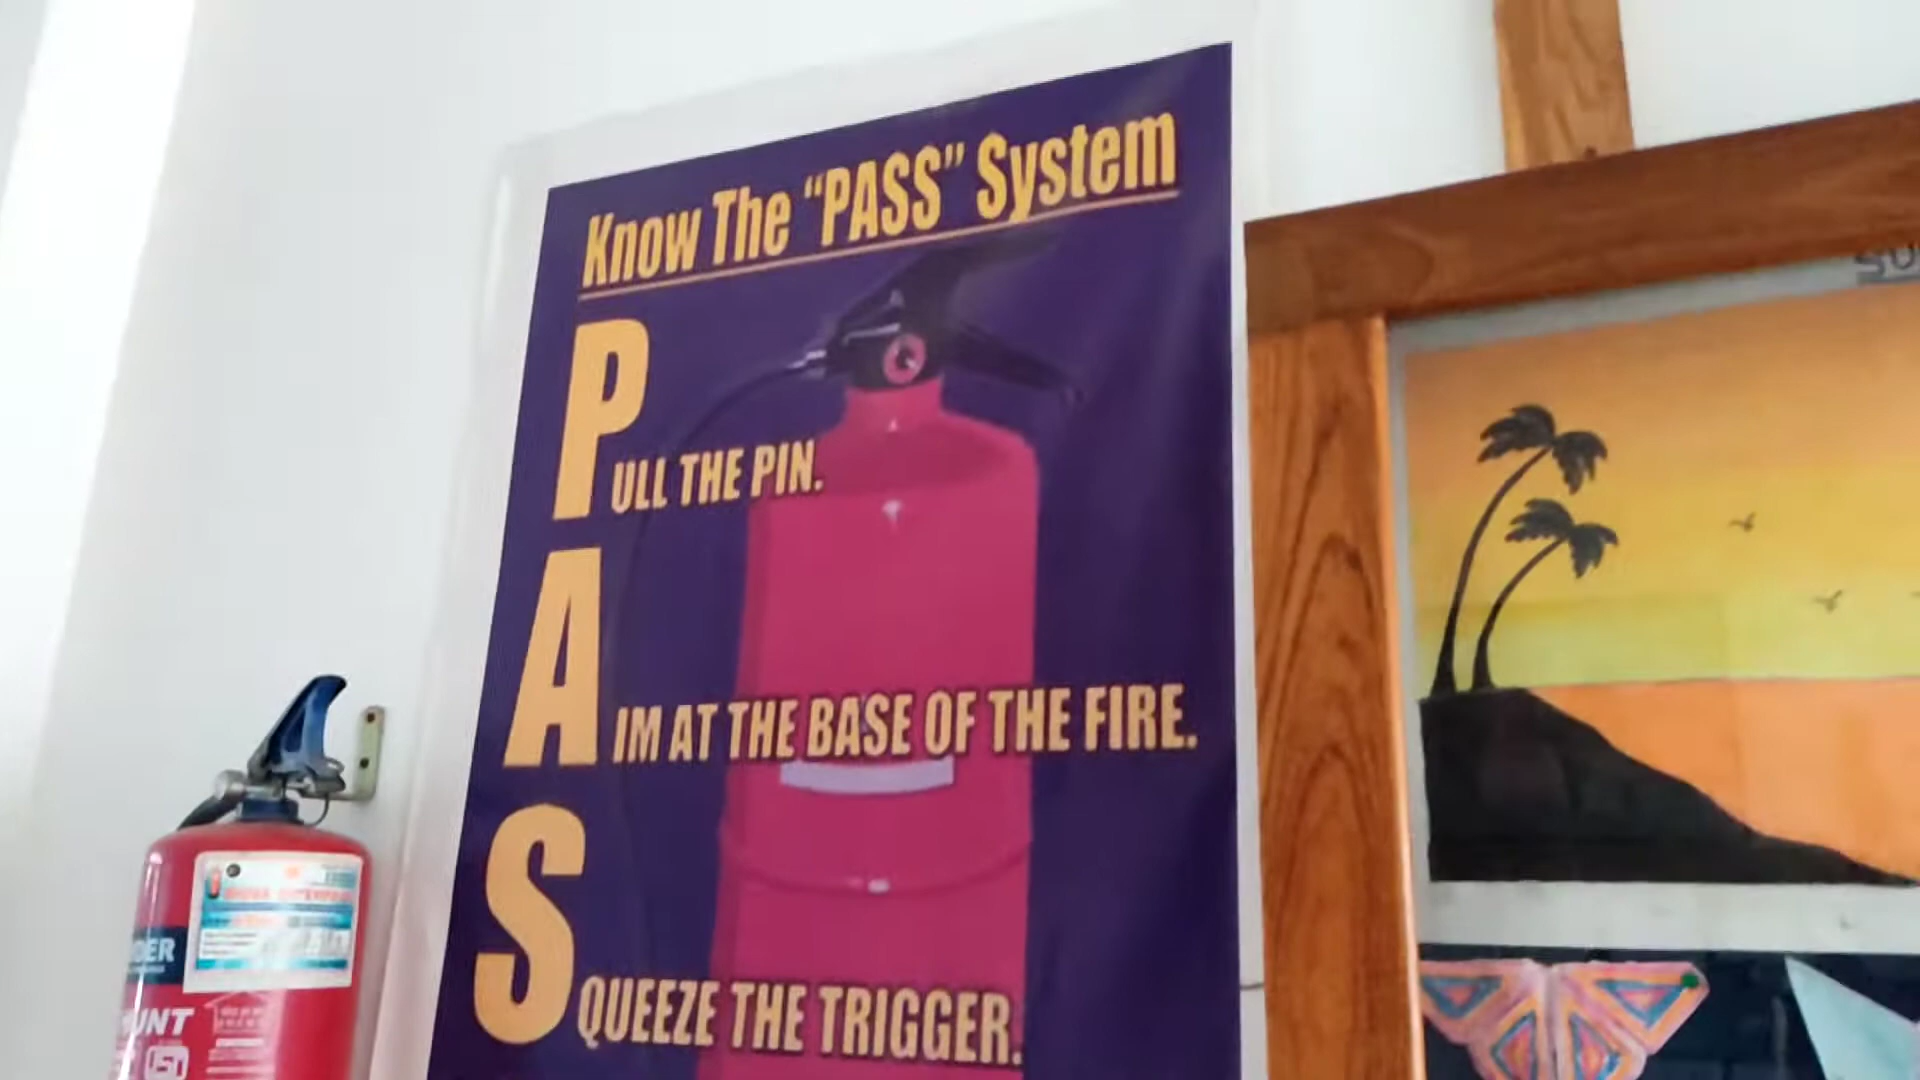 Know The “PASS” System
PULL THE PIN.
AIM AT THE BASE OF THE FIRE.
SQUEEZE THE TRIGGER.